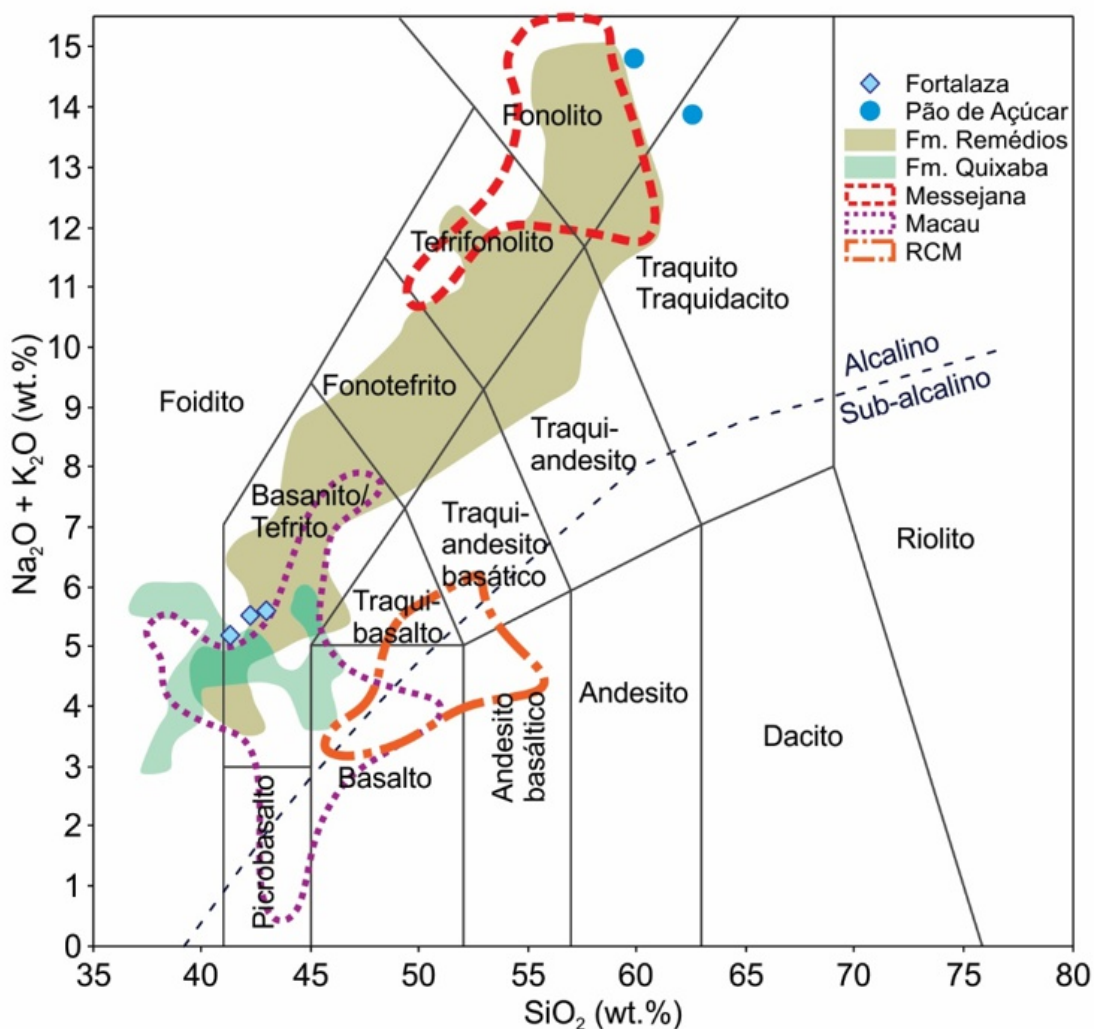 15
14
13
12
11
10
9
8
7
6
5
4
3
2
1
0
Na₂O + K₂O (wt.%)
35
40
45
50
55
60
65
70
75
80
SiO₂ (wt.%)
Fortalaza
Pão de Açúcar
Fm. Remédios
Fm. Quixaba
Messejana
Macau
RCM
Fonolito
Tefrifonolito
Traquito
Traquidacito
Foidito
Fonotefrito
Alcalino
Sub-alcalino
Traqui-
andesito
Basanito/
Tefrito
Traqui-
andesito
basático
Traqui-
basalto
Riolito
Andesito
Dacito
Basalto
Andesito
basáltico
Picrobasalto